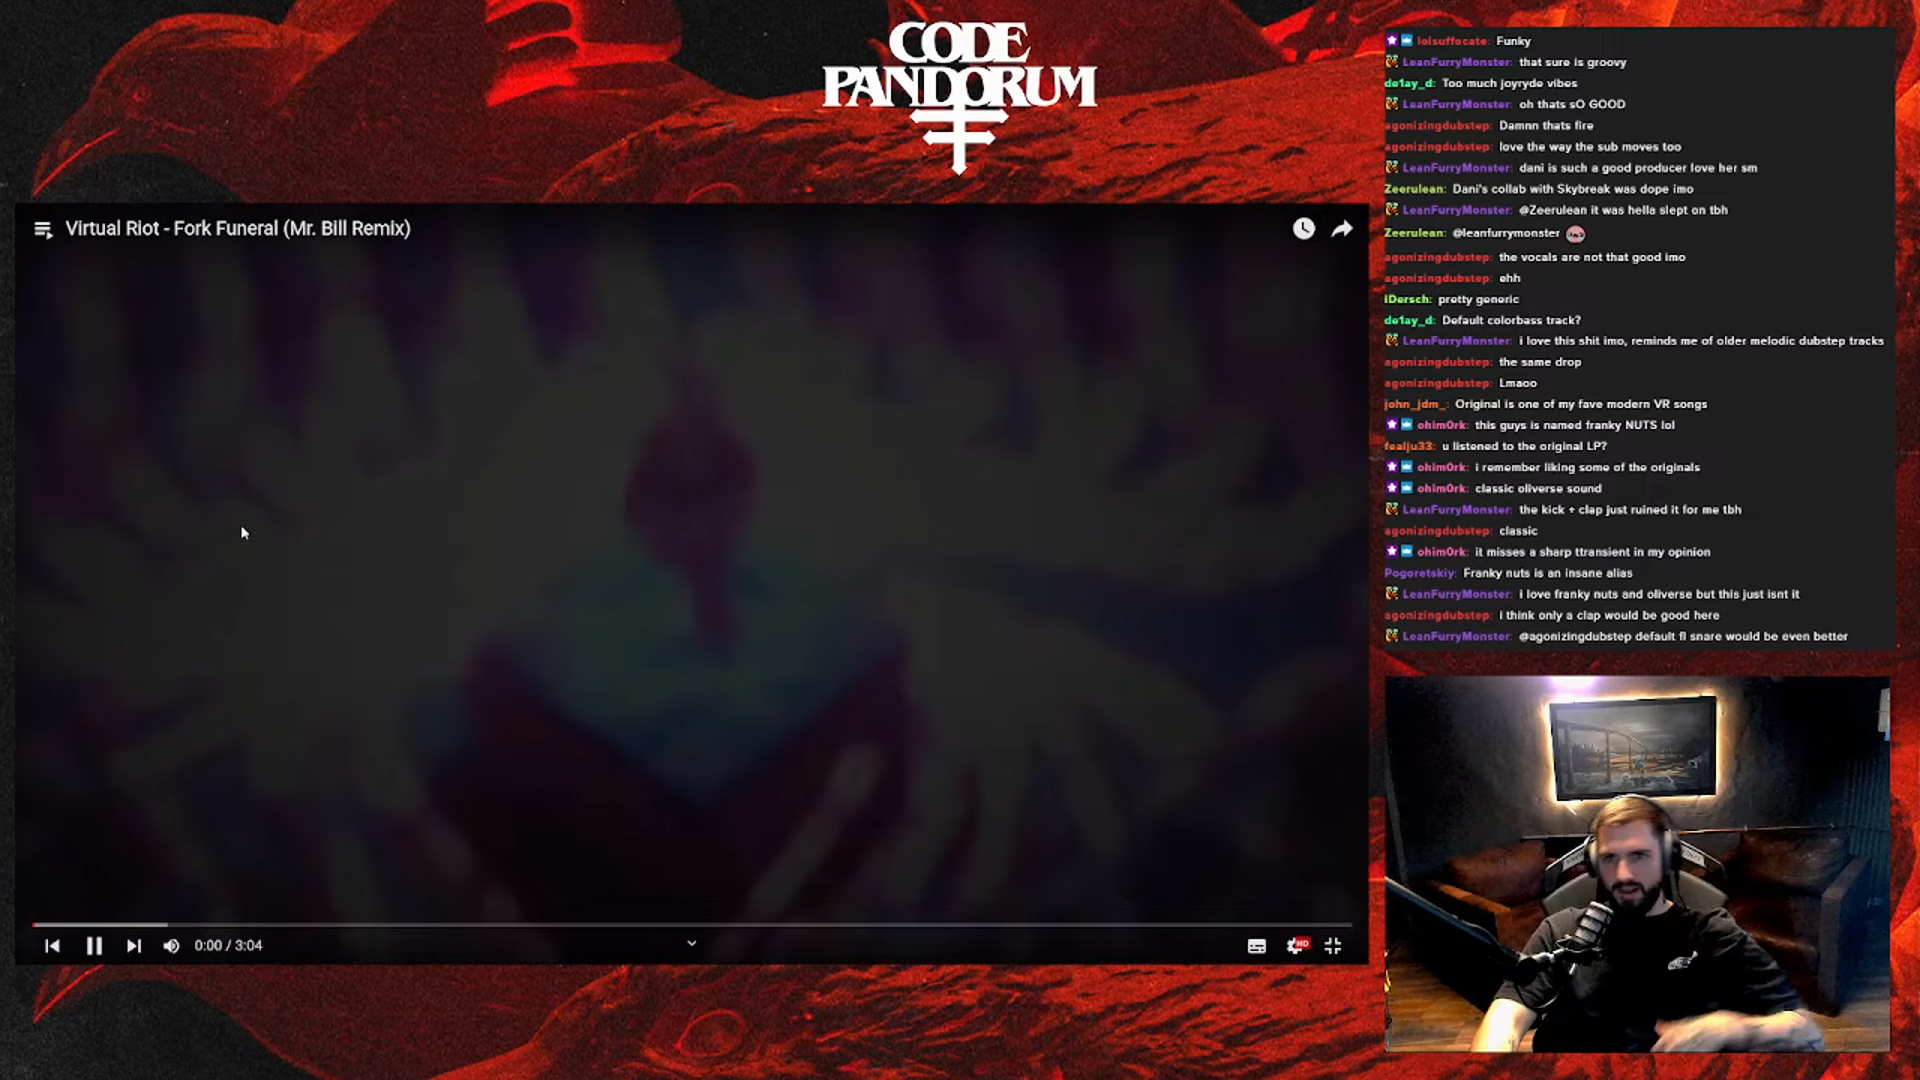 CODE
PANDORUM
Virtual Riot - Fork Funeral (Mr. Bill Remix)
0:00 / 3:04
HD
lolsuffocate: Funky
LeanFurryMonster: that sure is groovy
de1ay_d: Too much joyryde vibes
LeanFurryMonster: oh thats sO GOOD
agonizingdubstep: Damnn thats fire
agonizingdubstep: love the way the sub moves too
LeanFurryMonster: dani is such a good producer love her sm
Zeerulean: Dani's collab with Skybreak was dope imo
LeanFurryMonster: @Zeerulean it was hella slept on tbh
Zeerulean: @leanfurrymonster
agonizingdubstep: the vocals are not that good imo
agonizingdubstep: ehh
IDersch: pretty generic
de1ay_d: Default colorbass track?
LeanFurryMonster: i love this shit imo, reminds me of older melodic dubstep tracks
agonizingdubstep: the same drop
agonizingdubstep: Lmaoo
john_jdm_: Original is one of my fave modern VR songs
ohim0rk: this guys is named franky NUTS lol
fealju33: u listened to the original LP?
ohim0rk: i remember liking some of the originals
ohim0rk: classic oliverse sound
LeanFurryMonster: the kick + clap just ruined it for me tbh
agonizingdubstep: classic
ohim0rk: it misses a sharp ttransient in my opinion
Pogoretskiy: Franky nuts is an insane alias
LeanFurryMonster: i love franky nuts and oliverse but this just isnt it
agonizingdubstep: i think only a clap would be good here
LeanFurryMonster: @agonizingdubstep default fl snare would be even better